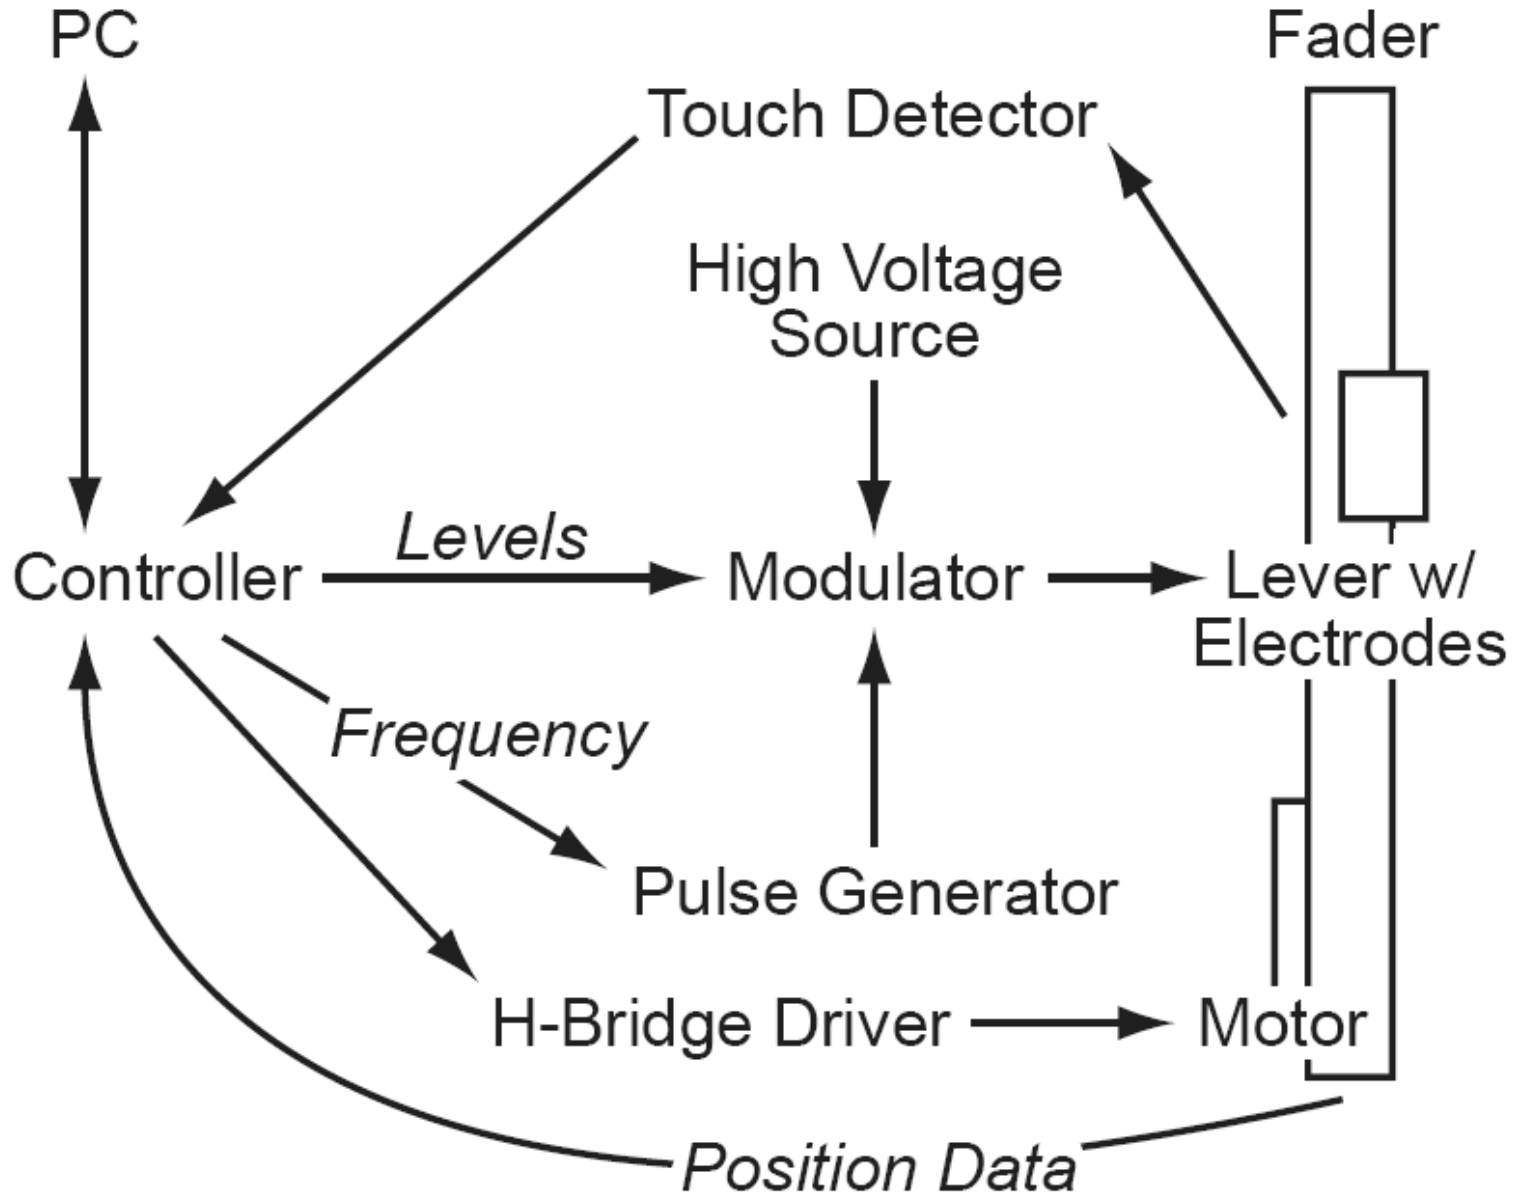 PC
Fader
Touch Detector
High Voltage
Source
Levels
Controller
Modulator
Lever w/
Electrodes
Frequency
Pulse Generator
H-Bridge Driver
Motor
Position Data